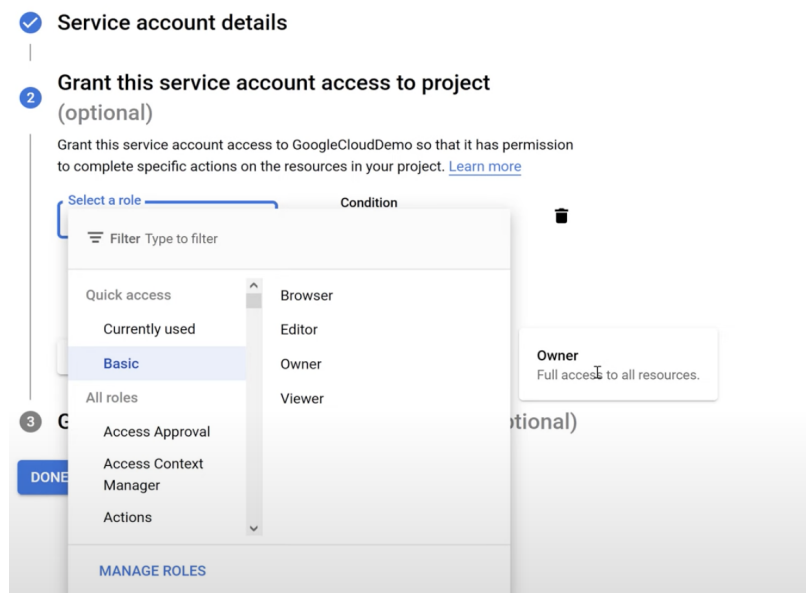 Service account details
2
Grant this service account access to project
(optional)
Grant this service account access to GoogleCloudDemo so that it has permission
to complete specific actions on the resources in your project. Learn more
Select a role
Condition
Filter Type to filter
Quick access
Currently used
Basic
All roles
Access Approval
Access Context
Manager
Actions
Browser
Editor
Owner
Viewer
Owner
Full access to all resources.
3
DONE
MANAGE ROLES